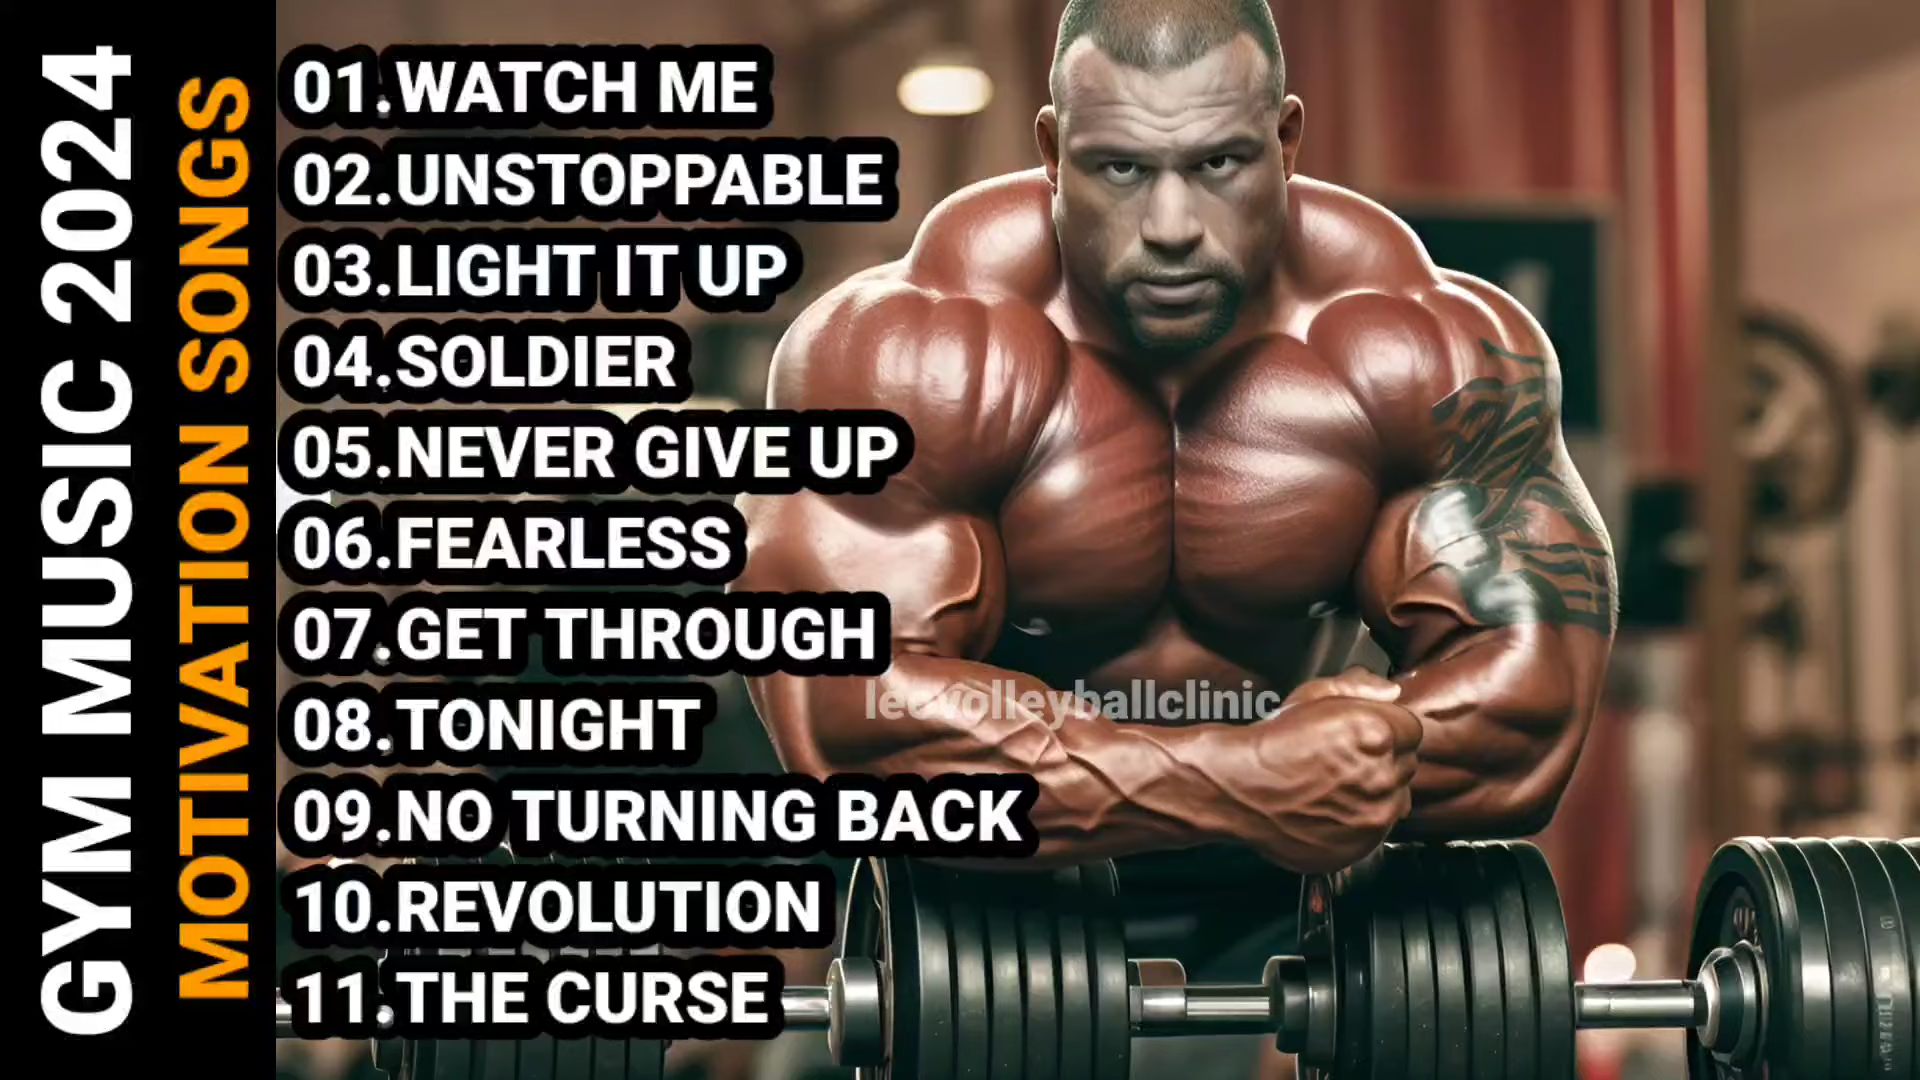 GYM MUSIC 2024
MOTIVATION SONGS
01.WATCH ME
02.UNSTOPPABLE
03.LIGHT IT UP
04.SOLDIER
05.NEVER GIVE UP
06.FEARLESS
07.GET THROUGH
08.TONIGHT
09.NO TURNING BACK
10.REVOLUTION
11.THE CURSE
leovolleyballclinic